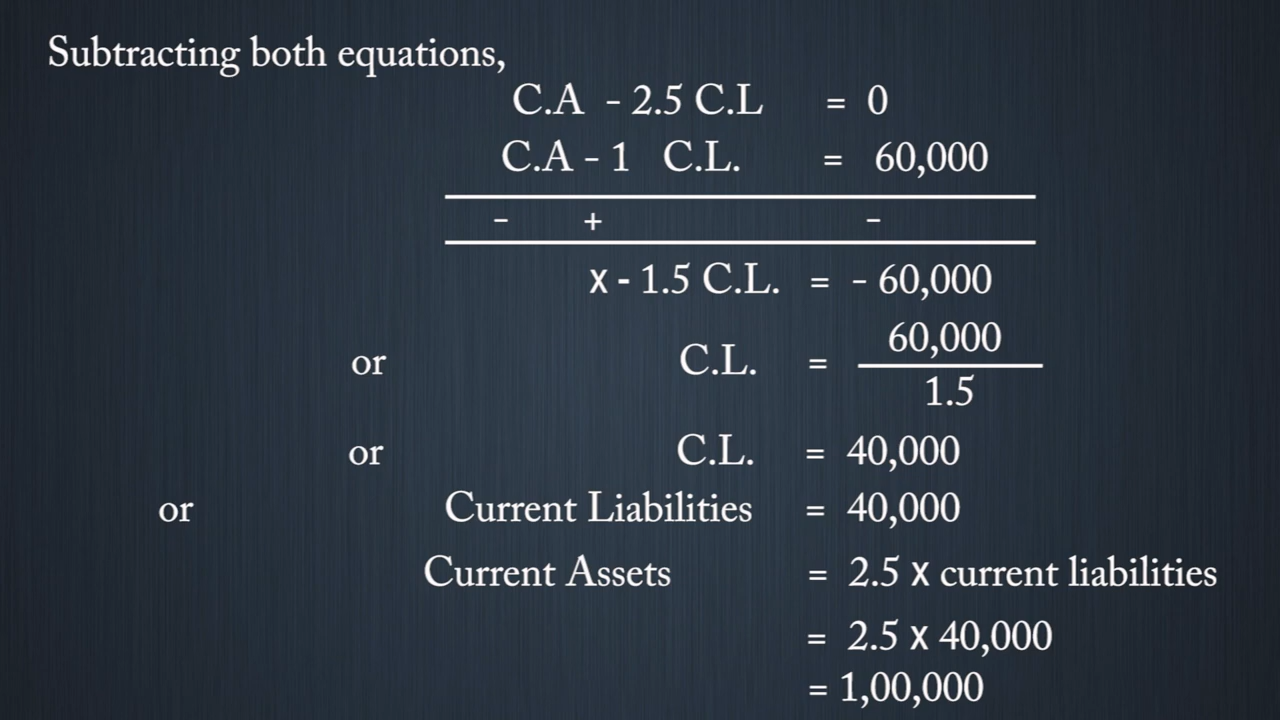 Subtracting both equations,
C.A - 2.5 C.L = 0
C.A - 1 C.L. = 60,000
- + -
x - 1.5 C.L. = - 60,000
60,000
or C.L. =
1.5
or C.L. = 40,000
or Current Liabilities = 40,000
Current Assets = 2.5 x current liabilities
= 2.5 x 40,000
= 1,00,000